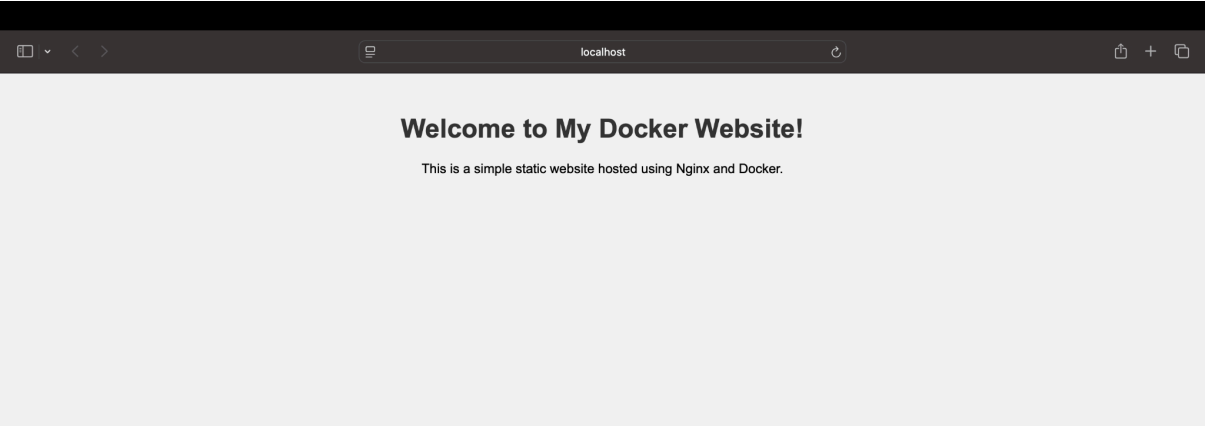 localhost
Welcome to My Docker Website!
This is a simple static website hosted using Nginx and Docker.